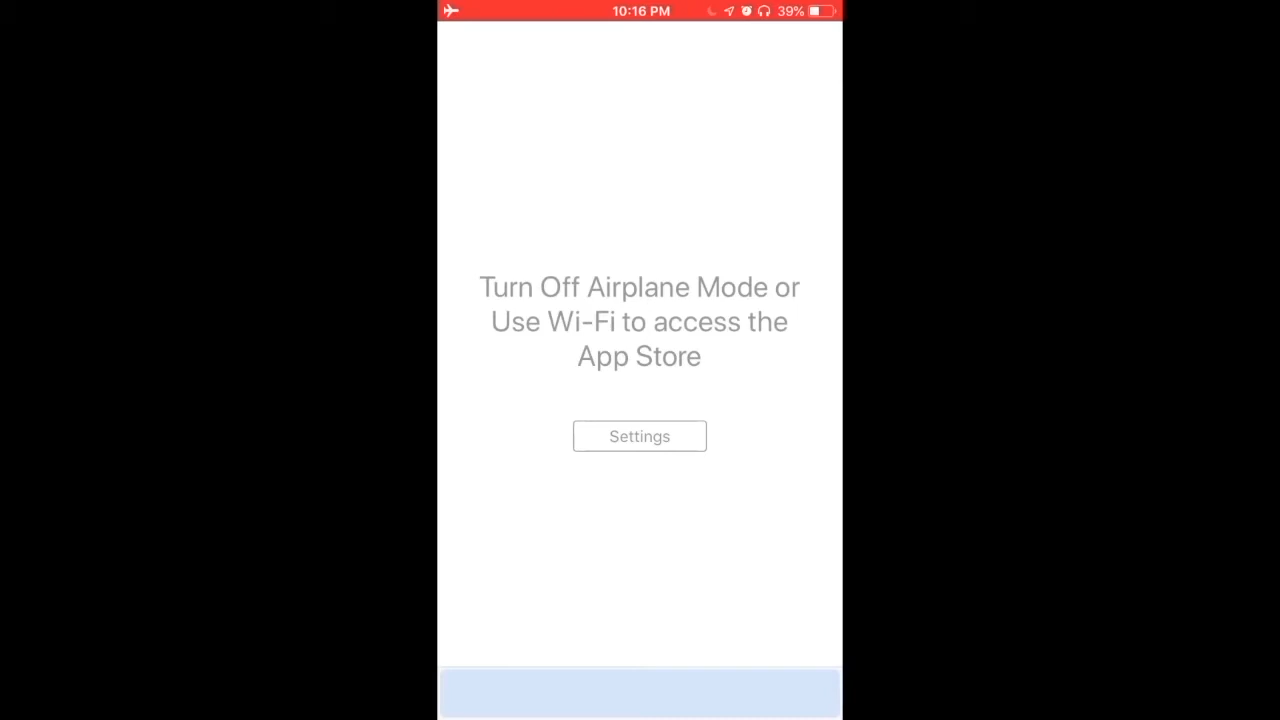 10:16 PM 39%
Turn Off Airplane Mode or
Use Wi-Fi to access the
App Store
Settings